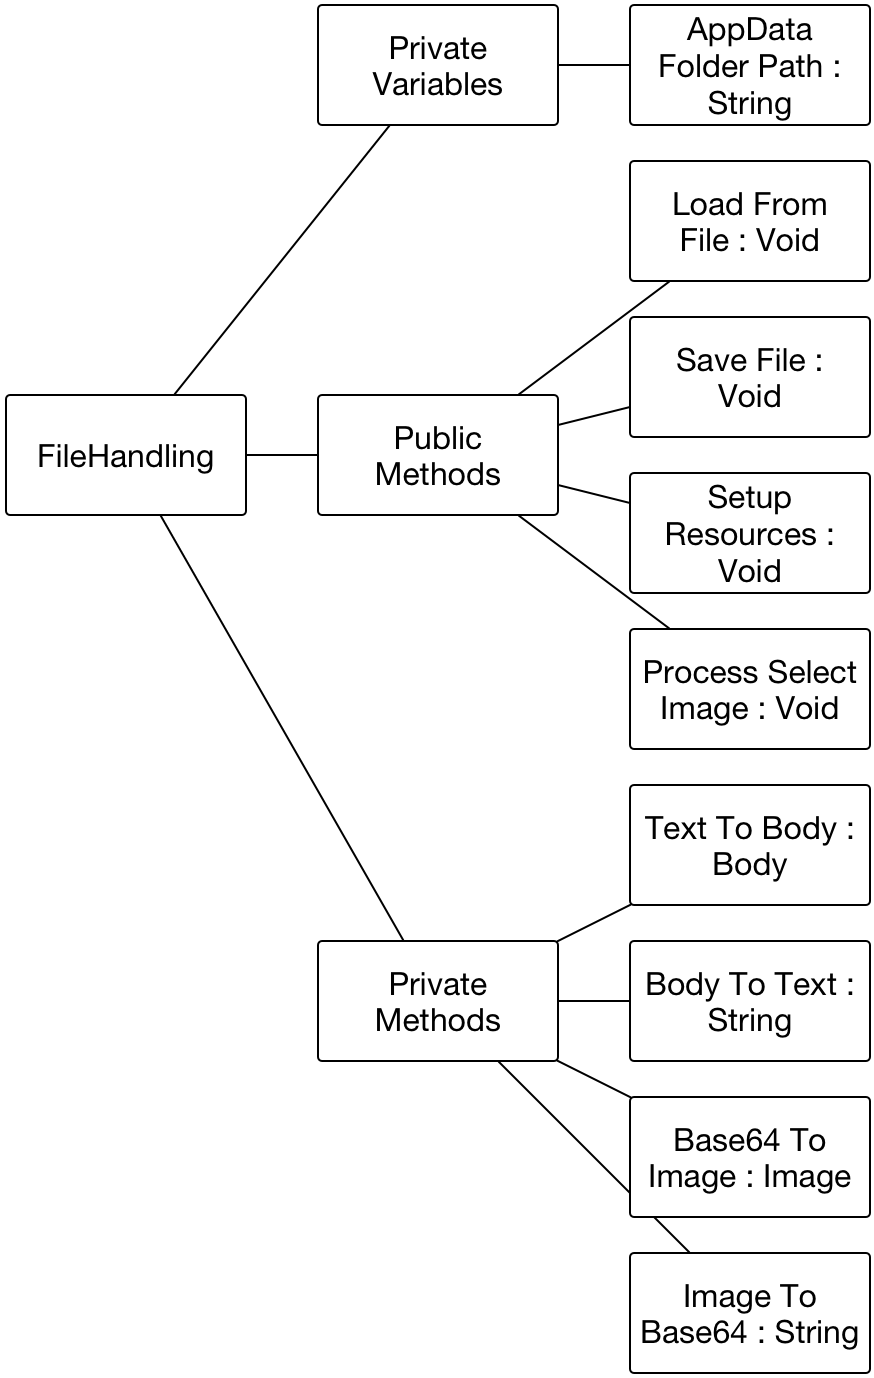 Private
Variables
AppData
Folder Path :
String
Load From
File : Void
Save File :
Void
FileHandling
Public
Methods
Setup
Resources :
Void
Process Select
Image : Void
Text To Body :
Body
Private
Methods
Body To Text :
String
Base64 To
Image : Image
Image To
Base64 : String